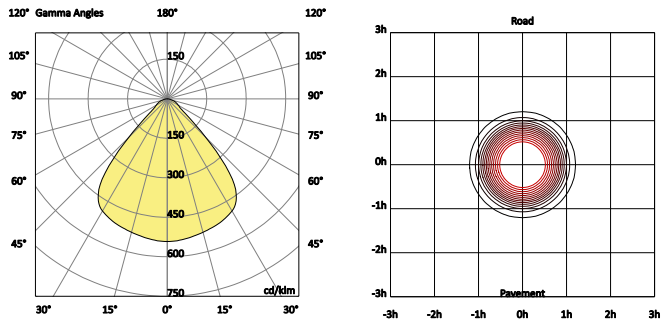 120° Gamma Angles 180° 120°
105° 150 105°
90° 90°
75° 150 75°
60° 300 60°
45° 450 45°
600
750 cd/klm
30° 15° 0° 15° 30°
Road
3h
2h
1h
0h
-1h
-2h
-3h
Pavement
-3h -2h -1h 0h 1h 2h 3h